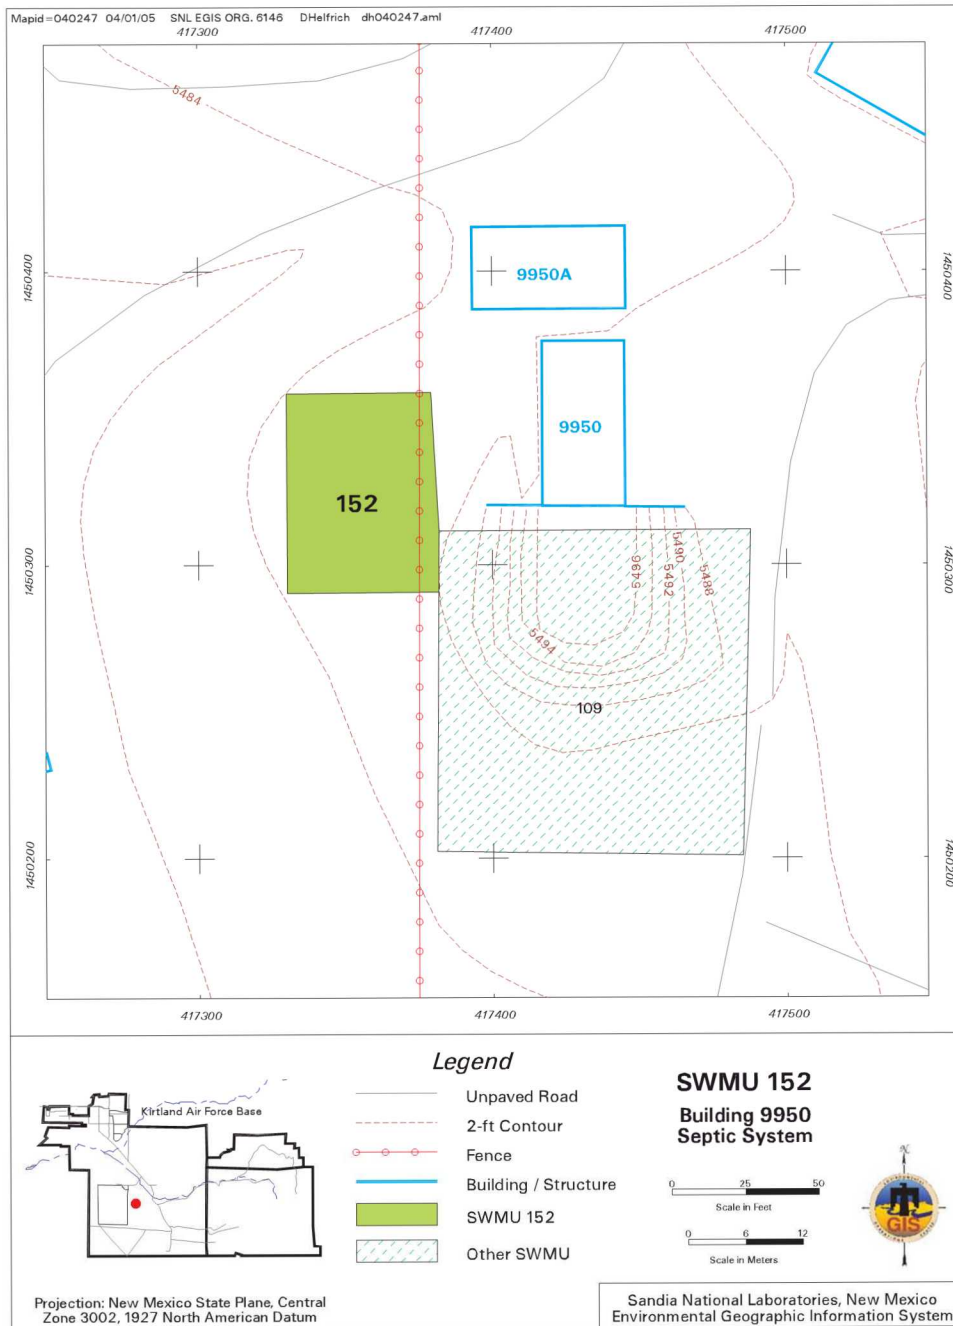 Mapid=040247 04/01/05 SNL EGIS ORG. 6146 DHelfrich dh040247.aml
417300 417400 417500
5484
1450400 9950A 1450400
9950
152
1450300 5496 5492 5490 5488 1450300
5494
109
1450200 1450200
417300 417400 417500
Legend
Unpaved Road
2-ft Contour
Fence
Building / Structure
SWMU 152
Other SWMU
Kirtland Air Force Base
SWMU 152
Building 9950
Septic System
0 25 50
Scale in Feet
0 6 12
Scale in Meters
N
GIS
Projection: New Mexico State Plane, Central
Zone 3002, 1927 North American Datum
Sandia National Laboratories, New Mexico
Environmental Geographic Information System